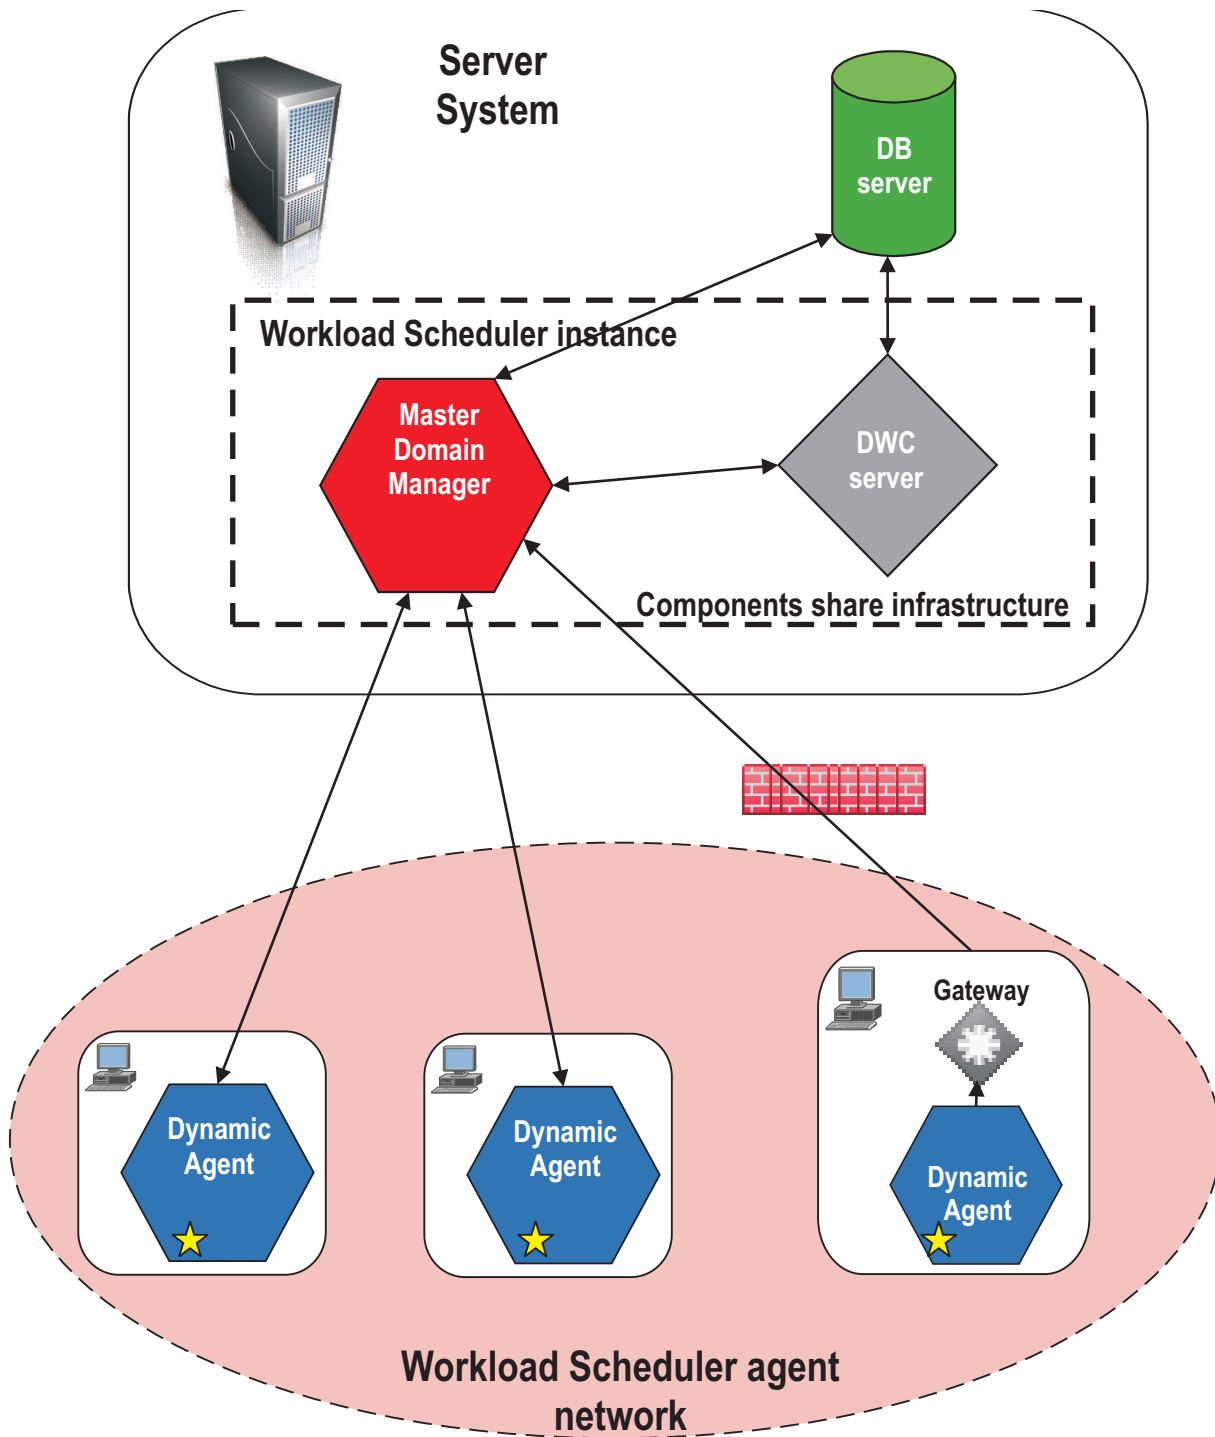 Server
System
DB
server
Workload Scheduler instance
Master
Domain
Manager
DWC
server
Components share infrastructure
Gateway
Dynamic
Agent
Dynamic
Agent
Dynamic
Agent
Workload Scheduler agent
network